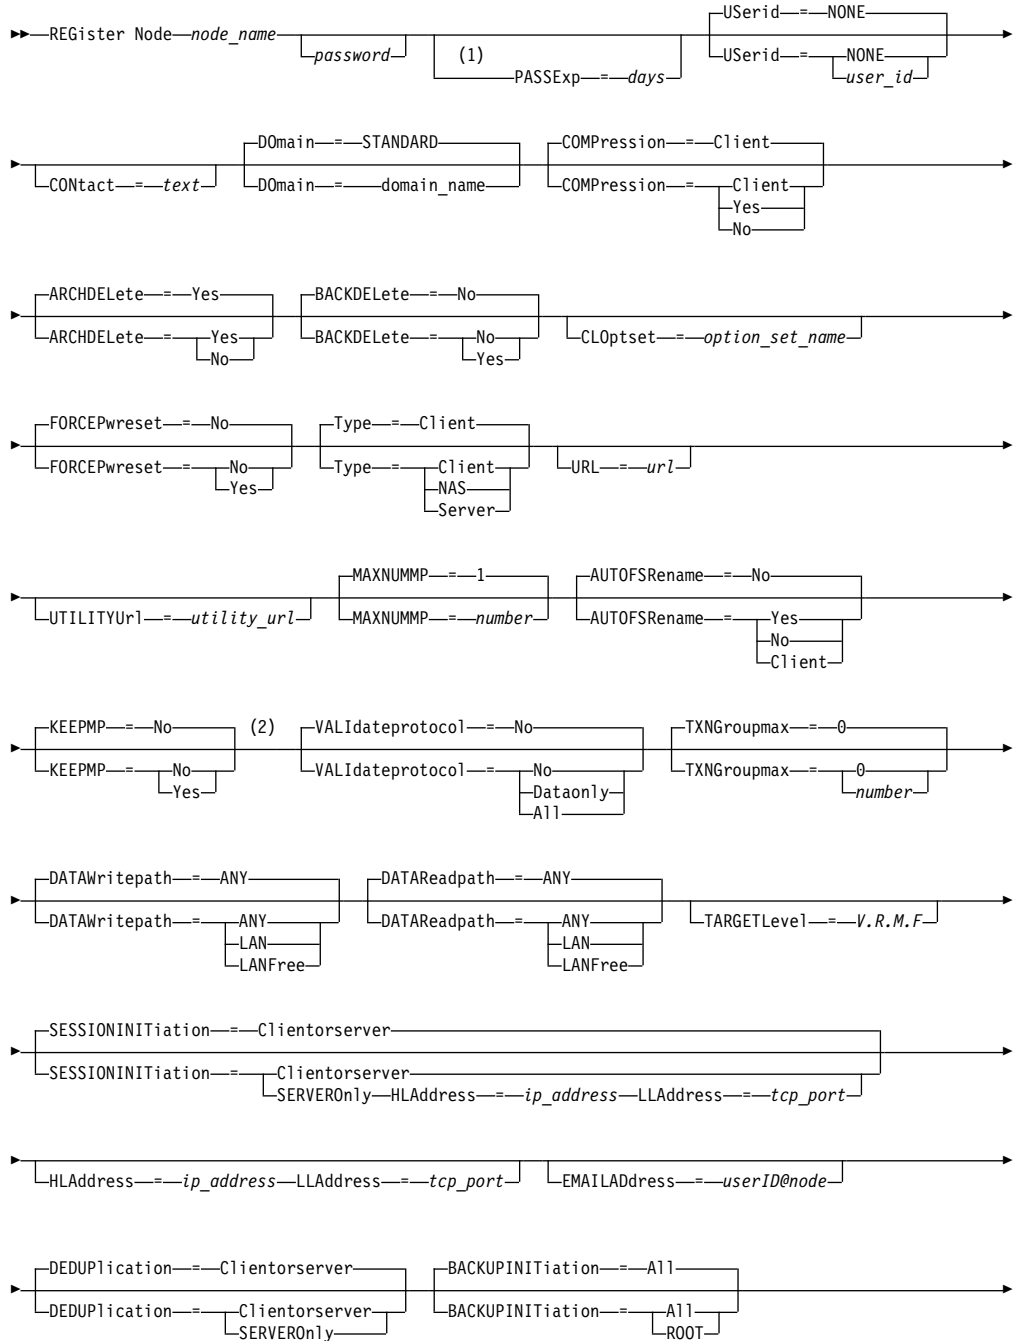 USerid = NONE
REGister Node node_name
password
(1)
PASSExp = days
USerid = NONE
user_id
DOmain = STANDARD
COMPression = Client
CONtact = text
DOmain = domain_name
COMPression = Client
Yes
No
ARCHDELete = Yes
BACKDELete = No
ARCHDELete = Yes
No
BACKDELete = No
Yes
CLOptset = option_set_name
FORCEPwreset = No
Type = Client
FORCEPwreset = No
Yes
Type = Client
NAS
Server
URL = url
MAXNUMMP = 1
AUTOFSRename = No
UTILITYUrl = utility_url
MAXNUMMP = number
AUTOFSRename = Yes
No
Client
KEEPMP = No
(2)
VALIdateprotocol = No
TXNGroupmax = 0
KEEPMP = No
Yes
VALIdateprotocol = No
Dataonly
All
TXNGroupmax = 0
number
DATAWritepath = ANY
DATAReadpath = ANY
DATAWritepath = ANY
LAN
LANFree
DATAReadpath = ANY
LAN
LANFree
TARGETLevel = V.R.M.F
SESSIONINITiation = Clientorserver
SESSIONINITiation = Clientorserver
SERVEROnly HLAddress = ip_address LLAddress = tcp_port
HLAddress = ip_address LLAddress = tcp_port
EMAILADdress = userID@node
DEDUPlication = Clientorserver
BACKUPINITiation = All
DEDUPlication = Clientorserver
SERVEROnly
BACKUPINITiation = All
ROOT